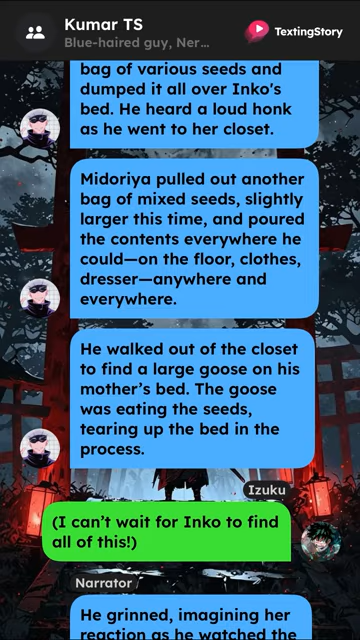 Kumar TS
Blue-haired guy, Ner...
TextingStory
bag of various seeds and
dumped it all over Inko's
bed. He heard a loud honk
as he went to her closet.
Midoriya pulled out another
bag of mixed seeds, slightly
larger this time, and poured
the contents everywhere he
could—on the floor, clothes,
dresser—anywhere and
everywhere.
He walked out of the closet
to find a large goose on his
mother’s bed. The goose
was eating the seeds,
tearing up the bed in the
process.
Izuku
(I can’t wait for Inko to find
all of this!)
Narrator
He grinned, imagining her
reaction as he watched the